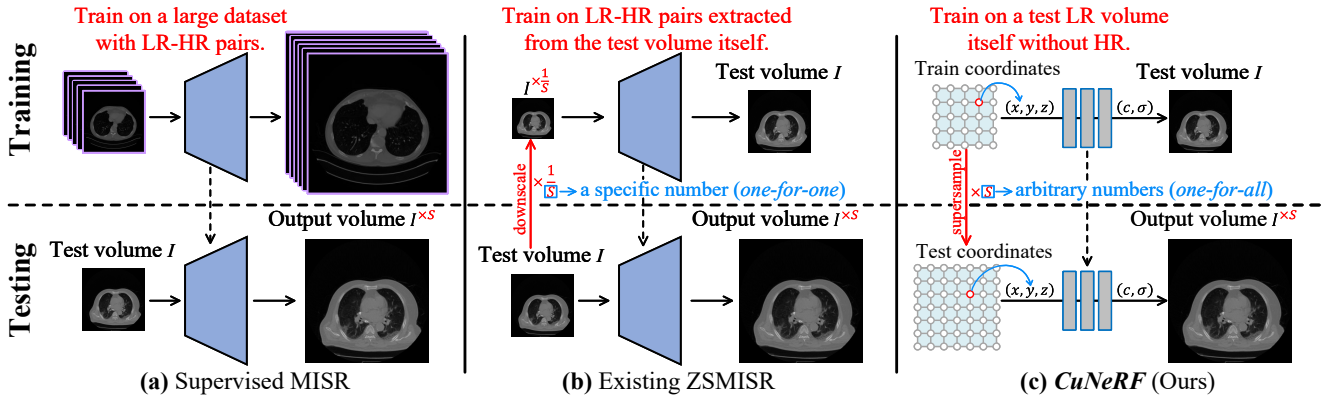 Training
Testing
Train on a large dataset
with LR-HR pairs.
Output volume I^{×S}
Test volume I
(a) Supervised MISR
Train on LR-HR pairs extracted
from the test volume itself.
I^{×\frac{1}{S}}
Test volume I
downscale
×\frac{1}{S} a specific number (one-for-one)
Output volume I^{×S}
Test volume I
(b) Existing ZSMISR
Train on a test LR volume
itself without HR.
Train coordinates
Test volume I
(x, y, z)
(c, σ)
supersample
×S arbitrary numbers (one-for-all)
Output volume I^{×S}
Test coordinates
(x, y, z)
(c, σ)
(c) CuNeRF (Ours)